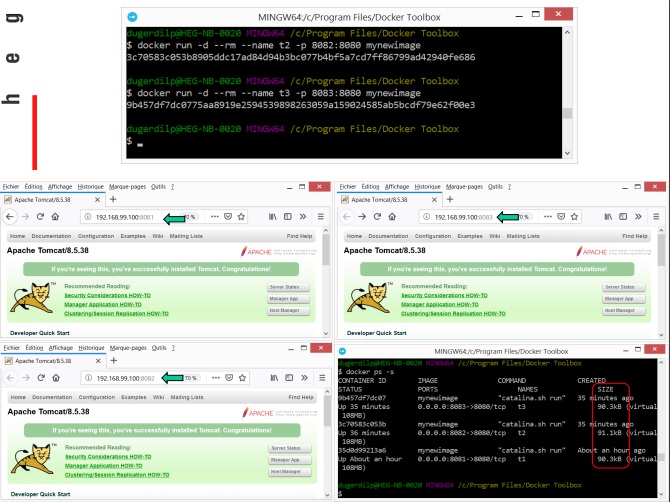 h e g
MINGW64:/c/Program Files/Docker Toolbox
dugerdilp@HEG-NB-0020 MINGW64 /c/Program Files/Docker Toolbox
$ docker run -d --rm --name t2 -p 8082:8080 mynewimage
3c70583c053b8905ddc17ad84d94b3bc077b4bf5a7cd7ff86799ad42940fe686
dugerdilp@HEG-NB-0020 MINGW64 /c/Program Files/Docker Toolbox
$ docker run -d --rm --name t3 -p 8083:8080 mynewimage
9b457df7dc0775aa8919e2594539898263059a159024585ab5bcdf79e62f00e3
dugerdilp@HEG-NB-0020 MINGW64 /c/Program Files/Docker Toolbox
$
Fichier Édition Affichage Historique Marque-pages Outils ?
Apache Tomcat/8.5.38
192.168.99.100:8081
Home Documentation Configuration Examples Wiki Mailing Lists Find Help
Apache Tomcat/8.5.38
APACHE
If you're seeing this, you've successfully installed Tomcat. Congratulations!
TM
Recommended Reading:
Security Considerations HOW-TO
Manager Application HOW-TO
Clustering/Session Replication HOW-TO
Server Status
Manager App
Host Manager
Developer Quick Start
Fichier Édition Affichage Historique Marque-pages Outils ?
Apache Tomcat/8.5.38
192.168.99.100:8083
70 %
Home Documentation Configuration Examples Wiki Mailing Lists Find Help
Apache Tomcat/8.5.38
APACHE
If you're seeing this, you've successfully installed Tomcat. Congratulations!
TM
Recommended Reading:
Security Considerations HOW-TO
Manager Application HOW-TO
Clustering/Session Replication HOW-TO
Server Status
Manager App
Host Manager
Developer Quick Start
Fichier Édition Affichage Historique Marque-pages Outils ?
Apache Tomcat/8.5.38
192.168.99.100:8082
70 %
Home Documentation Configuration Examples Wiki Mailing Lists Find Help
Apache Tomcat/8.5.38
APACHE
If you're seeing this, you've successfully installed Tomcat. Congratulations!
TM
Recommended Reading:
Security Considerations HOW-TO
Manager Application HOW-TO
Clustering/Session Replication HOW-TO
Server Status
Manager App
Host Manager
Developer Quick Start
MINGW64:/c/Program Files/Docker Toolbox
dugerdilp@HEG-NB-0020 MINGW64 /c/Program Files/Docker Toolbox
$ docker ps -s
CONTAINER ID IMAGE COMMAND CREATED
STATUS PORTS NAMES SIZE
9b457df7dc07 mynewimage "catalina.sh run" 35 minutes ago
Up 35 minutes 0.0.0.0:8083->8080/tcp t3 90.3kB (virtual
108MB)
3c70583c053b mynewimage "catalina.sh run" 35 minutes ago
Up 36 minutes 0.0.0.0:8082->8080/tcp t2 91.1kB (virtual
108MB)
35d0d99213a6 mynewimage "catalina.sh run" About an hour ago
Up About an hour 0.0.0.0:8081->8080/tcp t1 90.3kB (virtual
108MB)
dugerdilp@HEG-NB-0020 MINGW64 /c/Program Files/Docker Toolbox
$